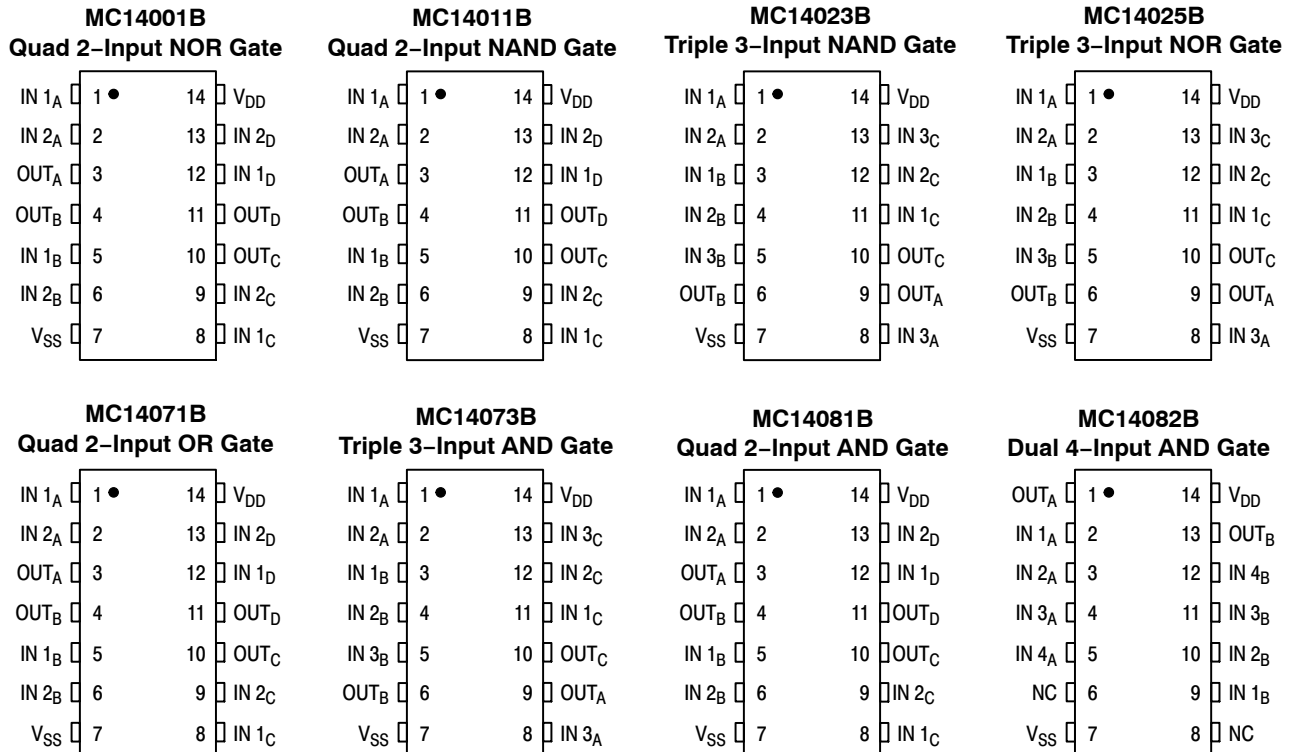 MC14001B
Quad 2–Input NOR Gate
IN 1A 1 14 VDD
IN 2A 2 13 IN 2D
OUTA 3 12 IN 1D
OUTB 4 11 OUTD
IN 1B 5 10 OUTC
IN 2B 6 9 IN 2C
VSS 7 8 IN 1C
MC14011B
Quad 2–Input NAND Gate
IN 1A 1 14 VDD
IN 2A 2 13 IN 2D
OUTA 3 12 IN 1D
OUTB 4 11 OUTD
IN 1B 5 10 OUTC
IN 2B 6 9 IN 2C
VSS 7 8 IN 1C
MC14023B
Triple 3–Input NAND Gate
IN 1A 1 14 VDD
IN 2A 2 13 IN 3C
IN 1B 3 12 IN 2C
IN 2B 4 11 IN 1C
IN 3B 5 10 OUTC
OUTB 6 9 OUTA
VSS 7 8 IN 3A
MC14025B
Triple 3–Input NOR Gate
IN 1A 1 14 VDD
IN 2A 2 13 IN 3C
IN 1B 3 12 IN 2C
IN 2B 4 11 IN 1C
IN 3B 5 10 OUTC
OUTB 6 9 OUTA
VSS 7 8 IN 3A
MC14071B
Quad 2–Input OR Gate
IN 1A 1 14 VDD
IN 2A 2 13 IN 2D
OUTA 3 12 IN 1D
OUTB 4 11 OUTD
IN 1B 5 10 OUTC
IN 2B 6 9 IN 2C
VSS 7 8 IN 1C
MC14073B
Triple 3–Input AND Gate
IN 1A 1 14 VDD
IN 2A 2 13 IN 3C
IN 1B 3 12 IN 2C
IN 2B 4 11 IN 1C
IN 3B 5 10 OUTC
OUTB 6 9 OUTA
VSS 7 8 IN 3A
MC14081B
Quad 2–Input AND Gate
IN 1A 1 14 VDD
IN 2A 2 13 IN 2D
OUTA 3 12 IN 1D
OUTB 4 11 OUTD
IN 1B 5 10 OUTC
IN 2B 6 9 IN 2C
VSS 7 8 IN 1C
MC14082B
Dual 4–Input AND Gate
OUTA 1 14 VDD
IN 1A 2 13 OUTB
IN 2A 3 12 IN 4B
IN 3A 4 11 IN 3B
IN 4A 5 10 IN 2B
NC 6 9 IN 1B
VSS 7 8 NC